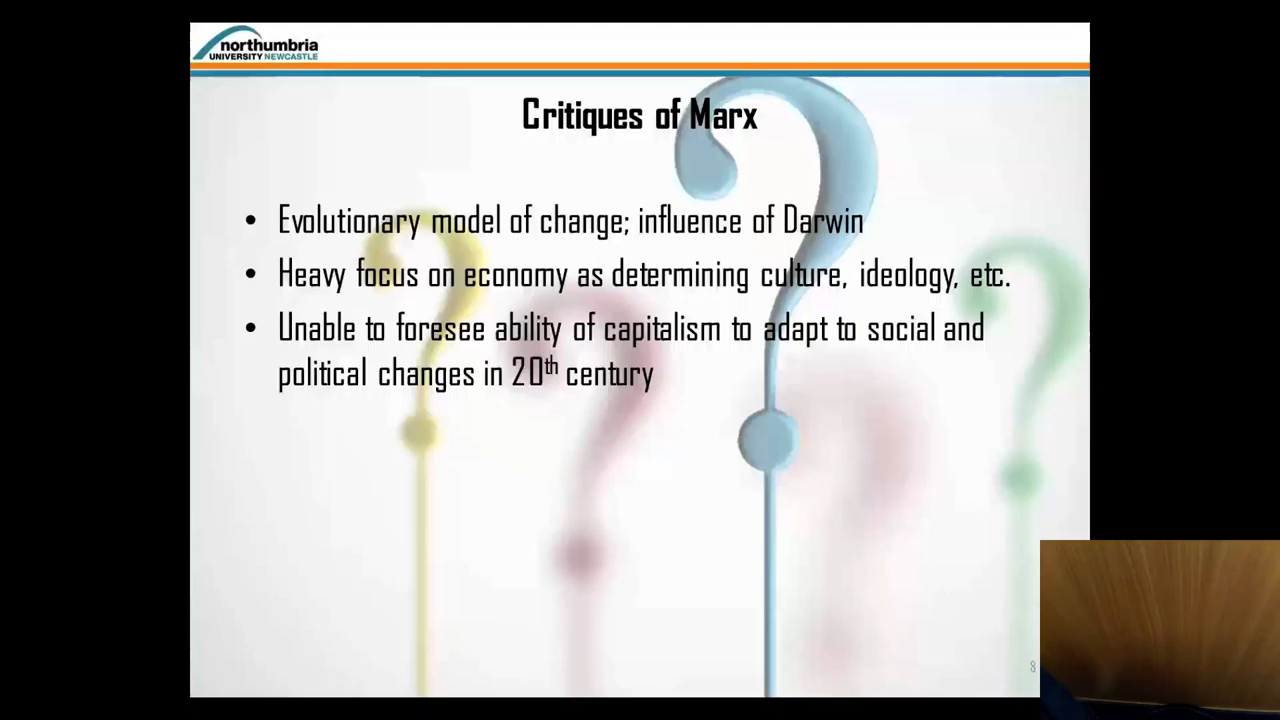 northumbria
UNIVERSITY NEWCASTLE
Critiques of Marx
• Evolutionary model of change; influence of Darwin
• Heavy focus on economy as determining culture, ideology, etc.
• Unable to foresee ability of capitalism to adapt to social and
political changes in 20th century
8